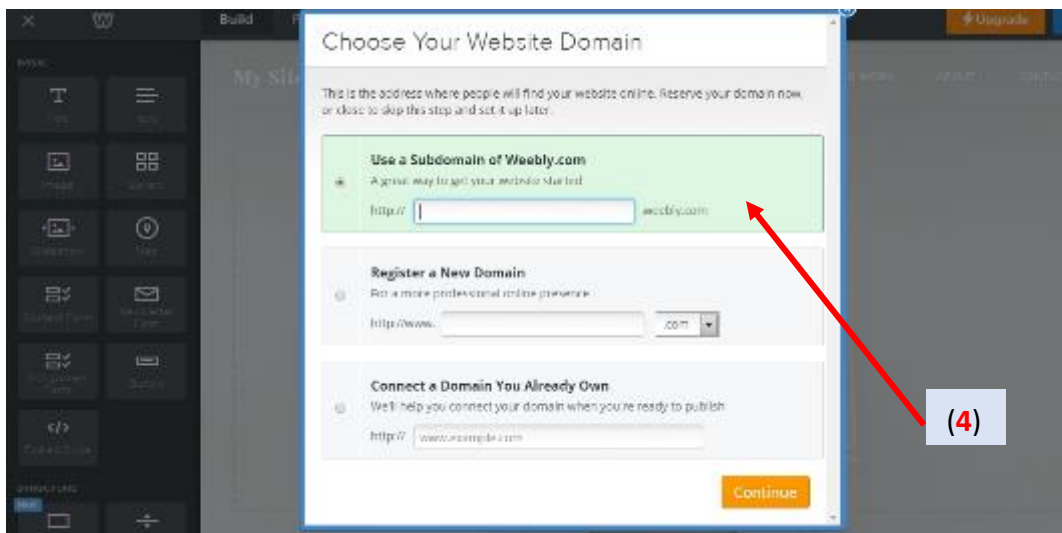 Build
Upgrade
My Site
ABOUT
BASIC
Choose Your Website Domain
This is the address where people will find your website online. Reserve your domain now,
or close to skip this step and set it up later.
Use a Subdomain of Weebly.com
A great way to get your website started
http://
.weebly.com
Register a New Domain
For a more professional online presence
http://www.
.com
Connect a Domain You Already Own
We'll help you connect your domain when you're ready to publish
http:// www.example.com
Continue
(4)